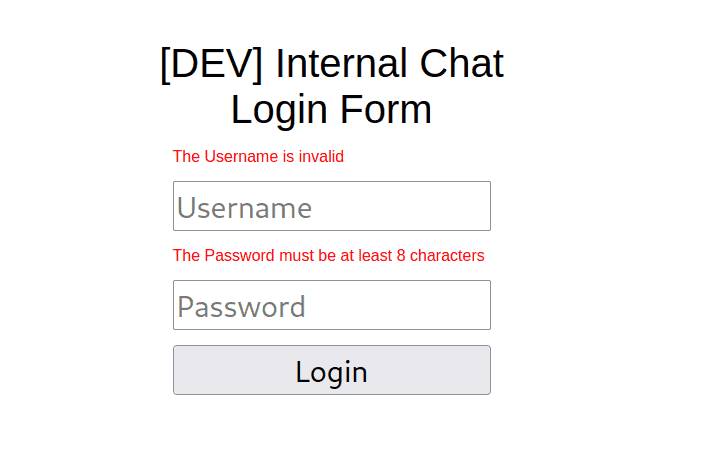 [DEV] Internal Chat
Login Form
The Username is invalid
Username
The Password must be at least 8 characters
Password
Login